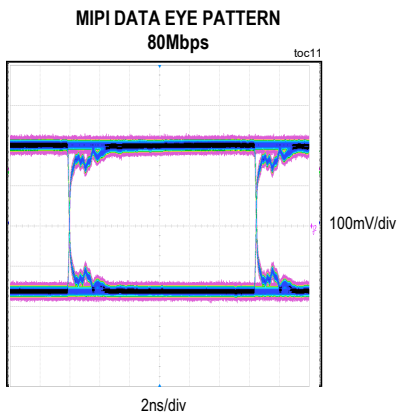 MIPI DATA EYE PATTERN
80Mbps
toc11
100mV/div
2ns/div